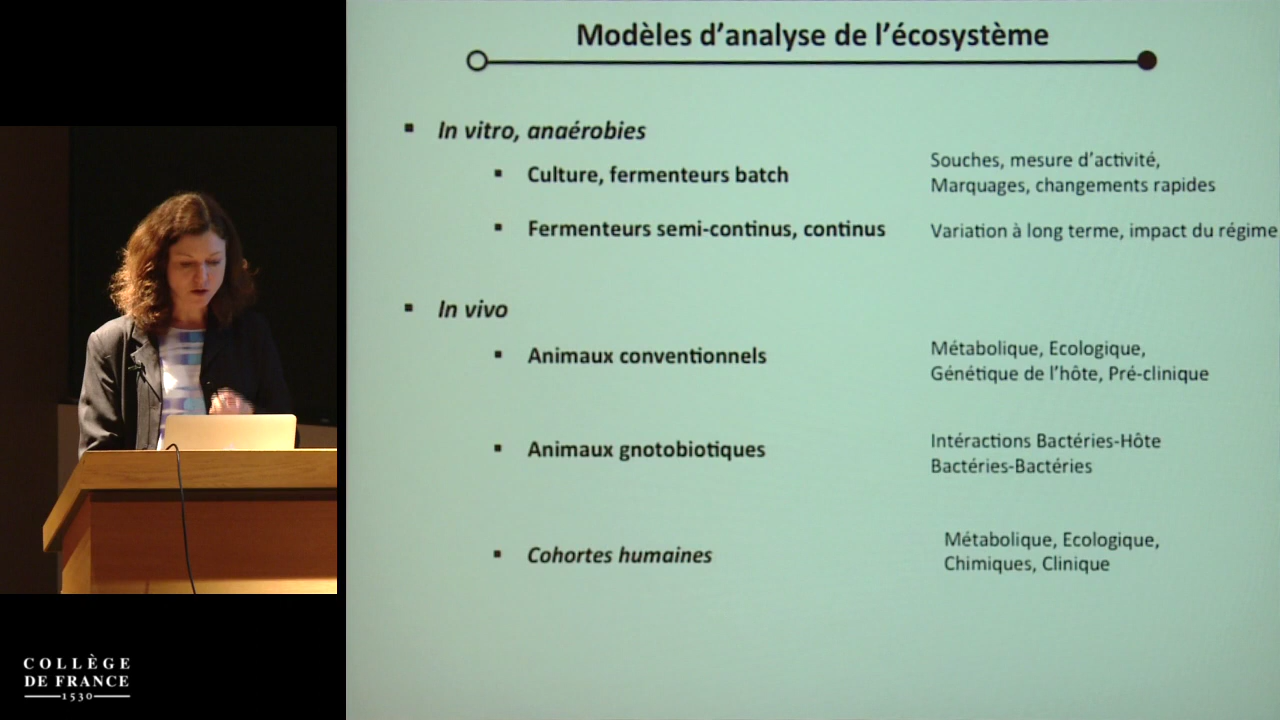 Modèles d'analyse de l'écosystème
In vitro, anaérobies
Culture, fermenteurs batch
Souches, mesure d'activité,
Marquages, changements rapides
Fermenteurs semi-continus, continus
Variation à long terme, impact du régime
In vivo
Animaux conventionnels
Métabolique, Ecologique,
Génétique de l'hôte, Pré-clinique
Animaux gnotobiotiques
Intéractions Bactéries-Hôte
Bactéries-Bactéries
Cohortes humaines
Métabolique, Ecologique,
Chimiques, Clinique
COLLÈGE
DE FRANCE
1530